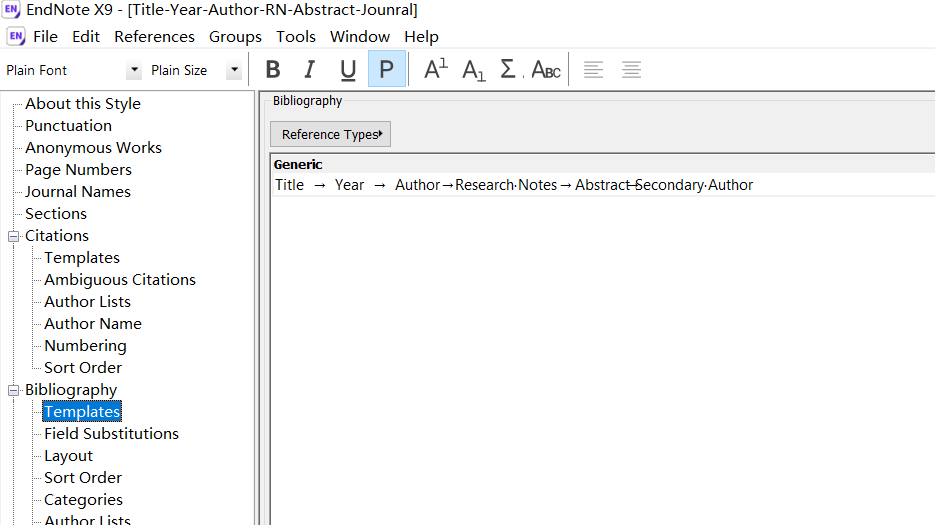 EndNote X9 - [Title-Year-Author-RN-Abstract-Jounral]
EN File Edit References Groups Tools Window Help
Plain Font Plain Size B I U P A1 A1 Σ ABC
About this Style
Punctuation
Anonymous Works
Page Numbers
Journal Names
Sections
Citations
Templates
Ambiguous Citations
Author Lists
Author Name
Numbering
Sort Order
Bibliography
Templates
Field Substitutions
Layout
Sort Order
Categories
Author Lists
Bibliography
Reference Types
Generic
Title → Year → Author→Research·Notes→Abstract→Secondary·Author